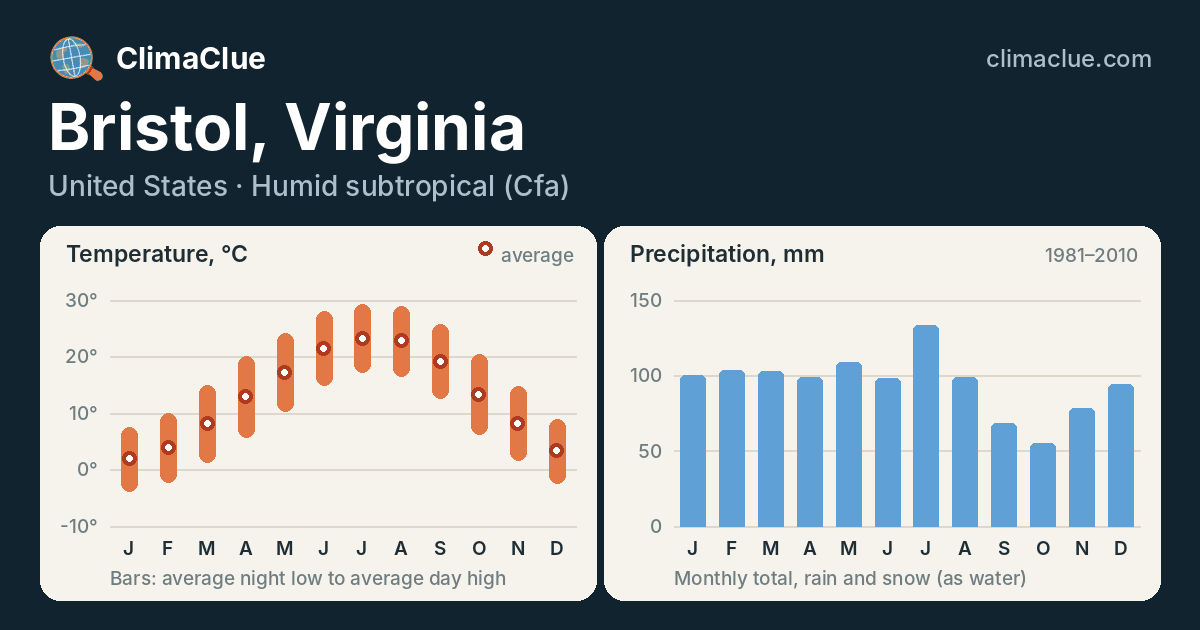 ClimaClue
climaclue.com
Bristol, Virginia
United States · Humid subtropical (Cfa)
Temperature, °C
average
30°
20°
10°
0°
-10°
J F M A M J J A S O N D
Bars: average night low to average day high
Precipitation, mm
1981–2010
150
100
50
0
J F M A M J J A S O N D
Monthly total, rain and snow (as water)